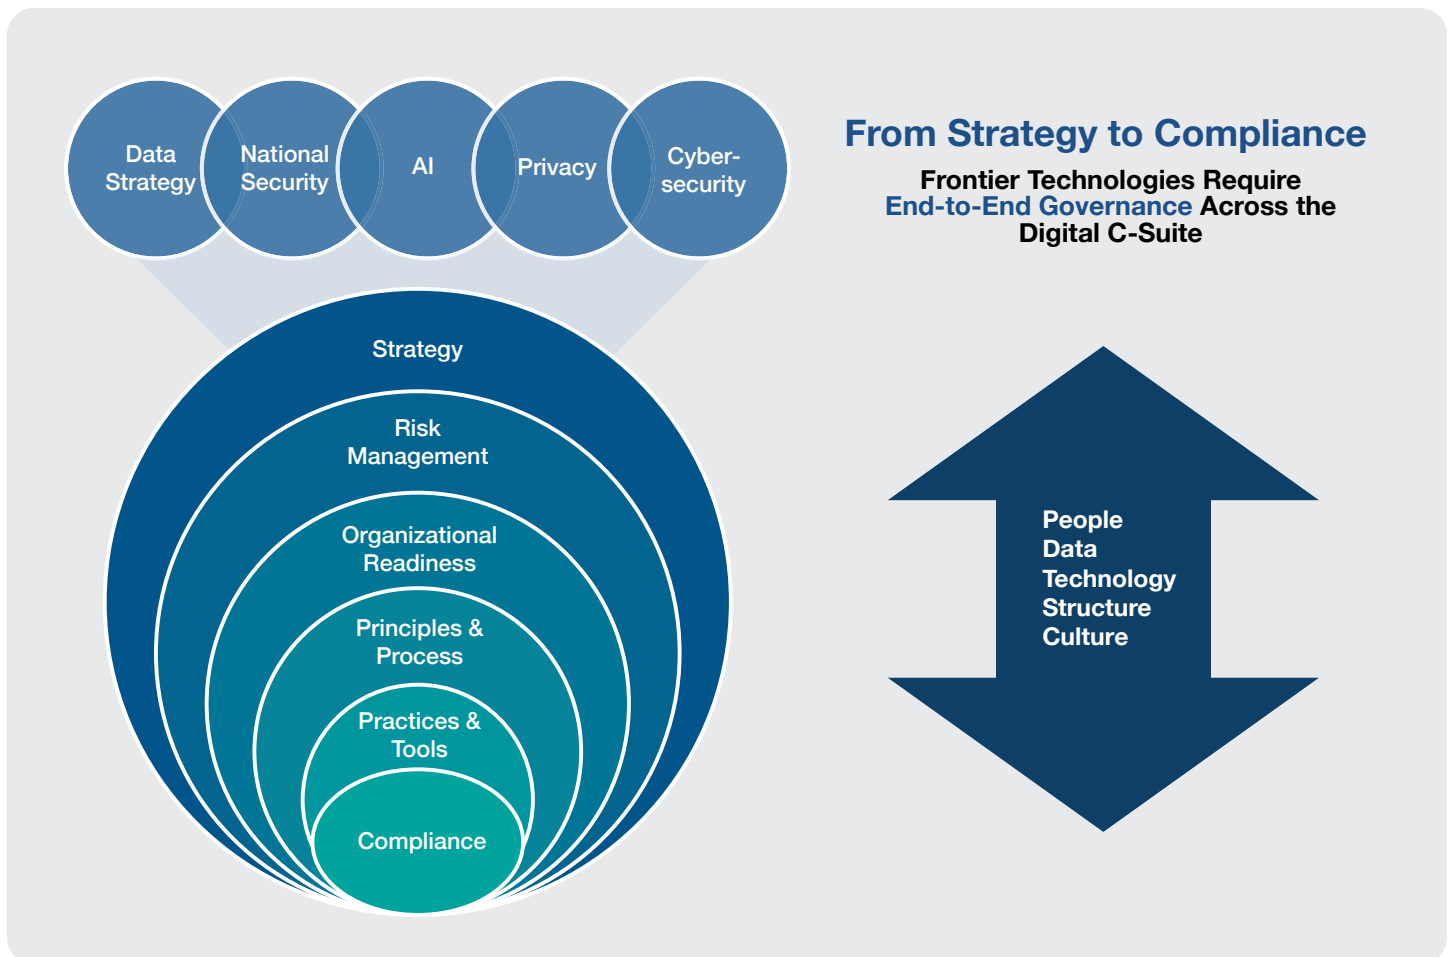 Data
Strategy
National
Security
AI
Privacy
Cyber-
security
From Strategy to Compliance
Frontier Technologies Require
End-to-End Governance Across the
Digital C-Suite
Strategy
Risk
Management
Organizational
Readiness
Principles &
Process
Practices &
Tools
Compliance
People
Data
Technology
Structure
Culture